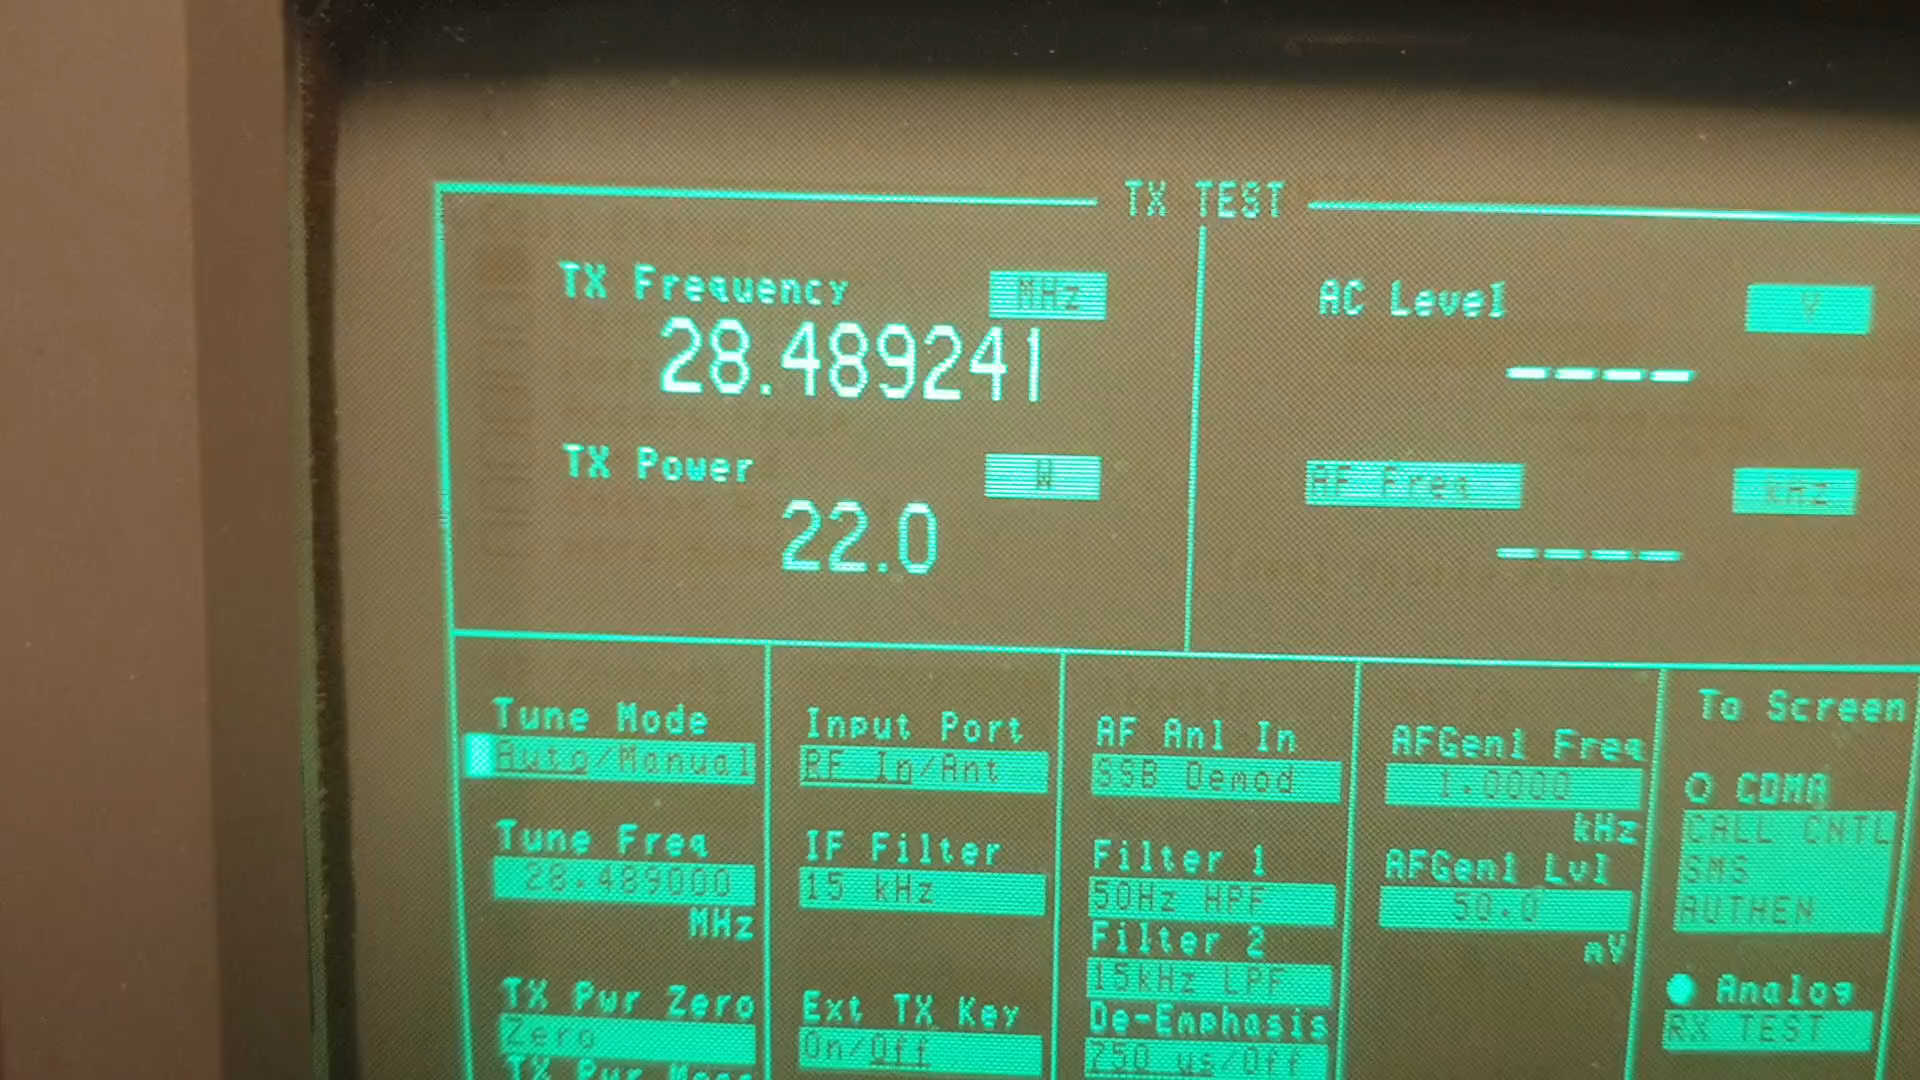 TX TEST
TX Frequency MHz
28.489241
TX Power W
22.0
AC Level V
----
AF Freq kHz
----
Tune Mode
Auto/Manual
Tune Freq
28.489000
MHz
TX Pwr Zero
Zero
TX Pwr Meas
Input Port
RF In/Ant
IF Filter
15 kHz
Ext TX Key
On/Off
AF Anl In
SSB Demod
Filter 1
50Hz HPF
Filter 2
15kHz LPF
De-Emphasis
750 us/Off
AFGen1 Freq
1.0000
kHz
AFGen1 Lvl
50.0
mV
To Screen
CDMA
CALL CNTL
SMS
AUTHEN
Analog
RX TEST